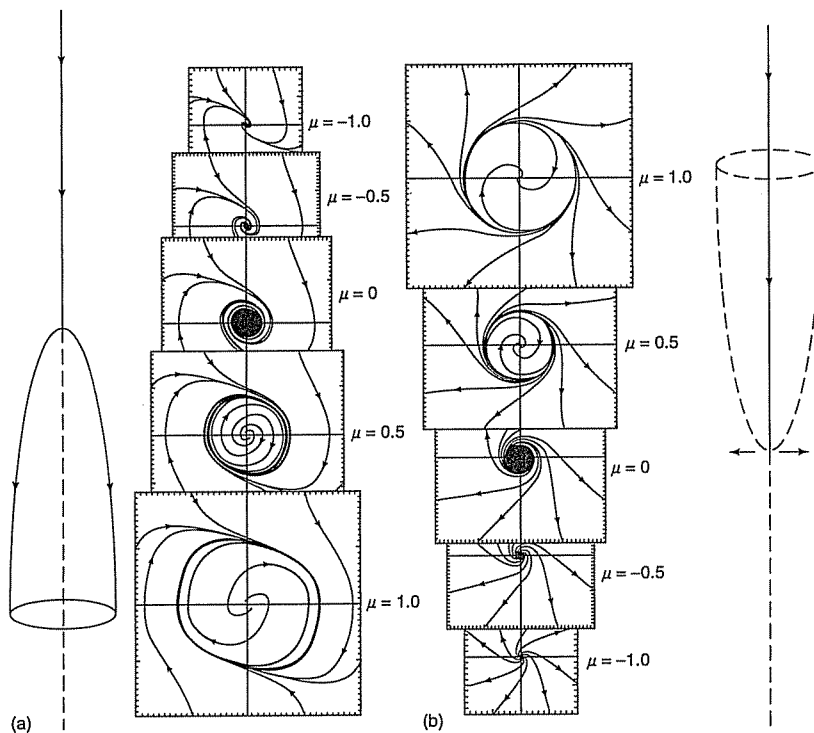 μ = −1.0
μ = −0.5
μ = 0
μ = 0.5
μ = 1.0
(a)
μ = 1.0
μ = 0.5
μ = 0
μ = −0.5
μ = −1.0
(b)